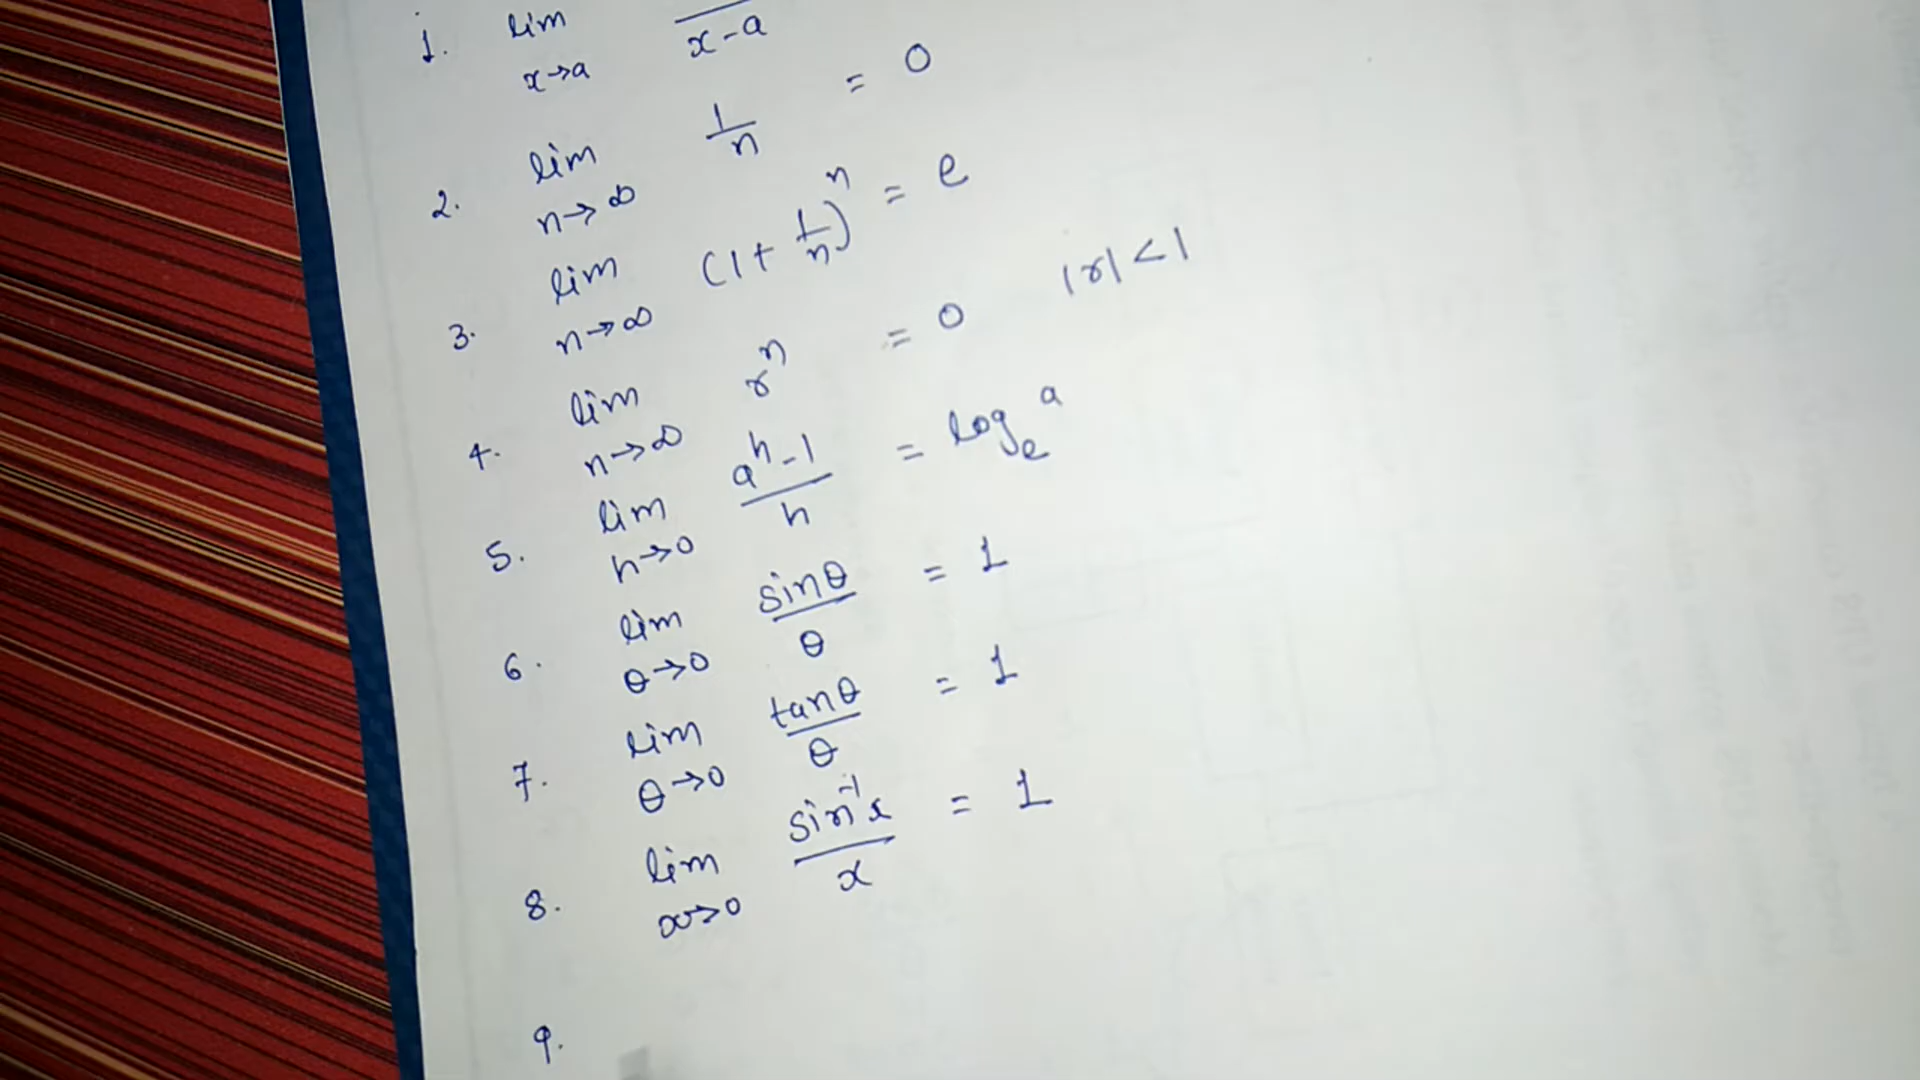 1. lim x→a / x-a
2. lim n→∞ 1/n = 0
3. lim n→∞ (1 + 1/n)^n = e
4. lim n→∞ r^n = 0 |r| < 1
5. lim h→0 a^h - 1 / h = log_e a
6. lim θ→0 sinθ / θ = 1
7. lim θ→0 tanθ / θ = 1
8. lim x→0 sin⁻¹x / x = 1
9.